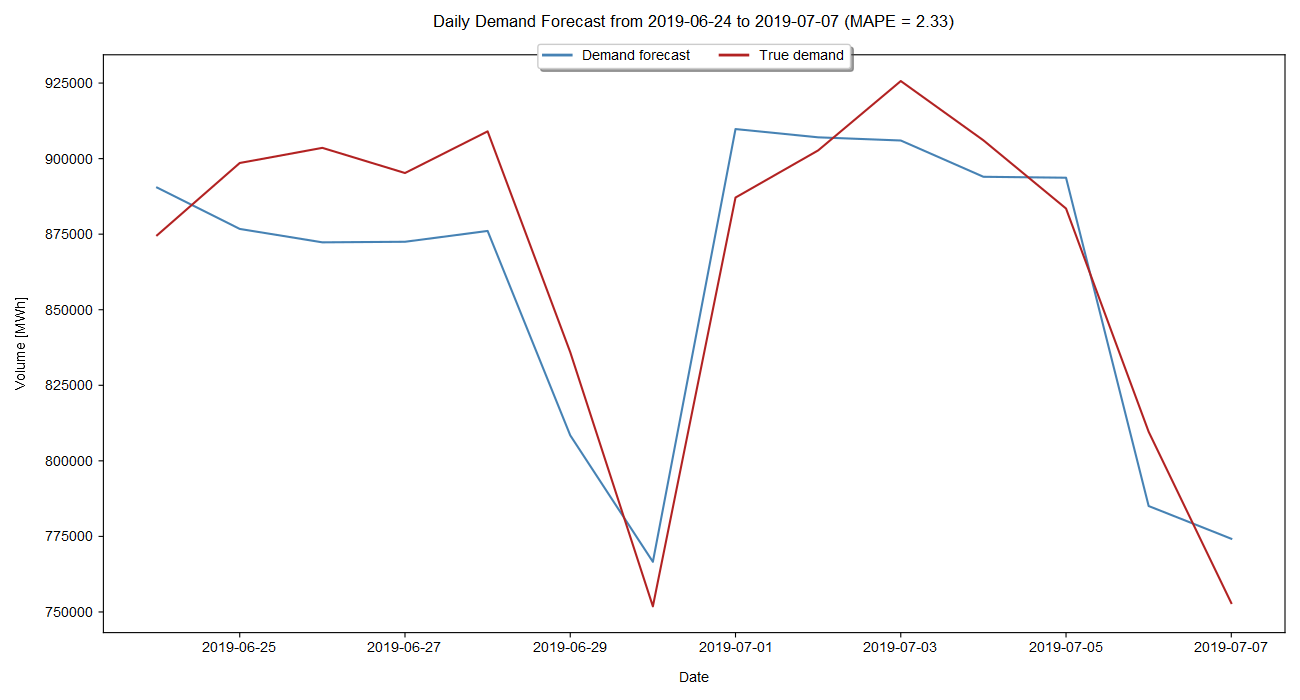 Daily Demand Forecast from 2019-06-24 to 2019-07-07 (MAPE = 2.33)
Demand forecast True demand
925000
900000
875000
850000
825000
800000
775000
750000
Volume [MWh]
2019-06-25 2019-06-27 2019-06-29 2019-07-01 2019-07-03 2019-07-05 2019-07-07
Date